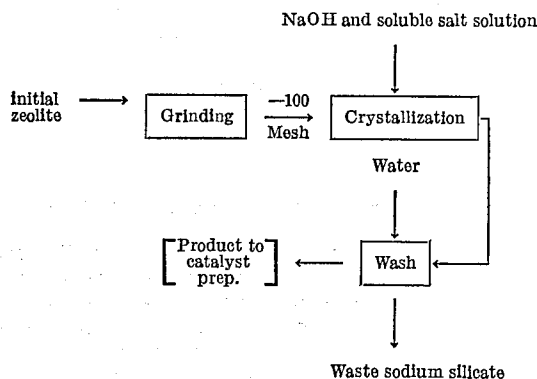 NaOH and soluble salt solution
initial
zeolite
Grinding
—100
Mesh
Crystallization
Water
Product to
catalyst
prep.
Wash
Waste sodium silicate